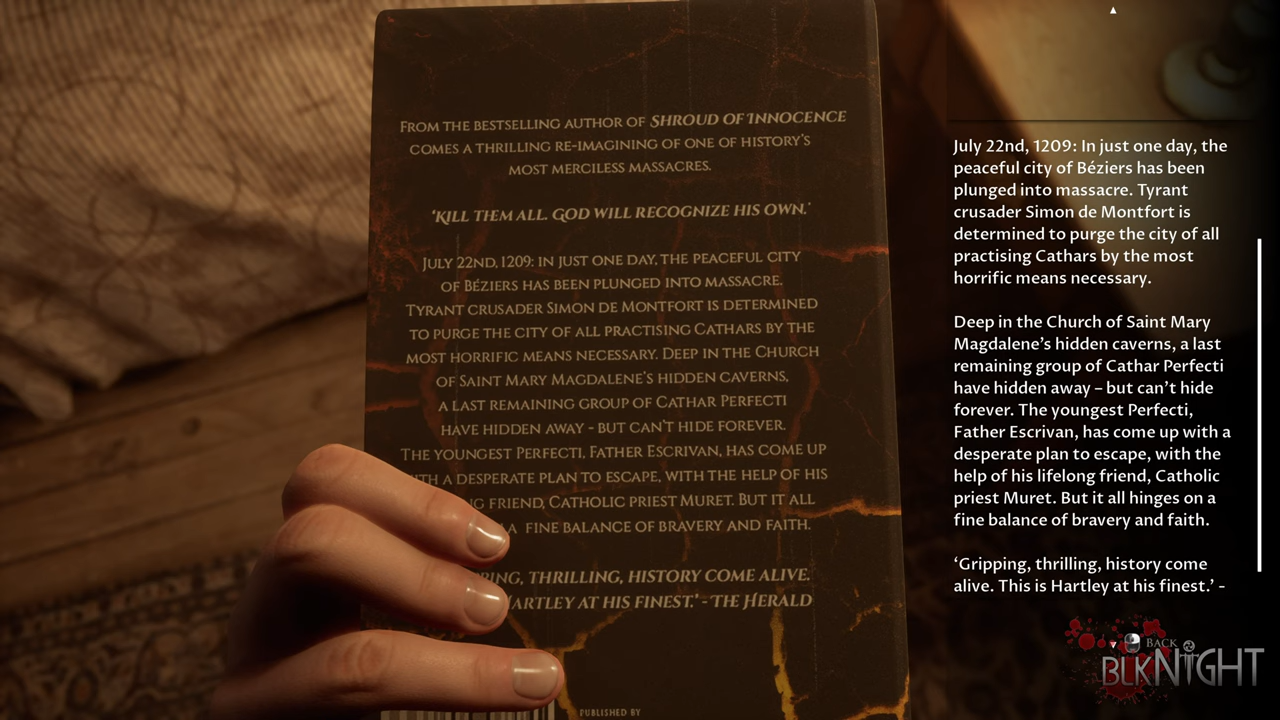 FROM THE BESTSELLING AUTHOR OF SHROUD OF INNOCENCE
COMES A THRILLING RE-IMAGINING OF ONE OF HISTORY'S
MOST MERCILESS MASSACRES.
'KILL THEM ALL. GOD WILL RECOGNIZE HIS OWN.'
JULY 22ND, 1209: IN JUST ONE DAY, THE PEACEFUL CITY
OF BÉZIERS HAS BEEN PLUNGED INTO MASSACRE.
TYRANT CRUSADER SIMON DE MONTFORT IS DETERMINED
TO PURGE THE CITY OF ALL PRACTISING CATHARS BY THE
MOST HORRIFIC MEANS NECESSARY. DEEP IN THE CHURCH
OF SAINT MARY MAGDALENE'S HIDDEN CAVERNS,
A LAST REMAINING GROUP OF CATHAR PERFECTI
HAVE HIDDEN AWAY - BUT CAN'T HIDE FOREVER.
THE YOUNGEST PERFECTI, FATHER ESCRIVAN, HAS COME UP
A DESPERATE PLAN TO ESCAPE, WITH THE HELP OF HIS
FRIEND, CATHOLIC PRIEST MURET. BUT IT ALL
A FINE BALANCE OF BRAVERY AND FAITH.
THRILLING, HISTORY COME ALIVE.
HARTLEY AT HIS FINEST.' - THE HERALD
PUBLISHED BY
July 22nd, 1209: In just one day, the
peaceful city of Béziers has been
plunged into massacre. Tyrant
crusader Simon de Montfort is
determined to purge the city of all
practising Cathars by the most
horrific means necessary.
Deep in the Church of Saint Mary
Magdalene's hidden caverns, a last
remaining group of Cathar Perfecti
have hidden away – but can't hide
forever. The youngest Perfecti,
Father Escrivan, has come up with a
desperate plan to escape, with the
help of his lifelong friend, Catholic
priest Muret. But it all hinges on a
fine balance of bravery and faith.
'Gripping, thrilling, history come
alive. This is Hartley at his finest.' -
BACK
BLKNIGHT